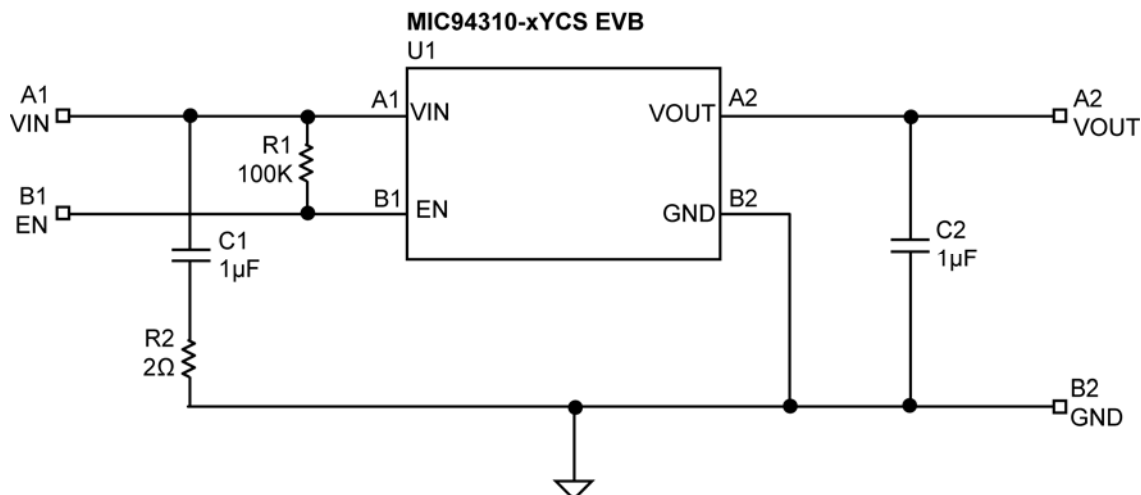 MIC94310-xYCS EVB
U1
A1
VIN
A1
VIN
VOUT
A2
A2
VOUT
R1
100K
B1
EN
B1
EN
B2
GND
C1
1µF
C2
1µF
R2
2Ω
B2
GND